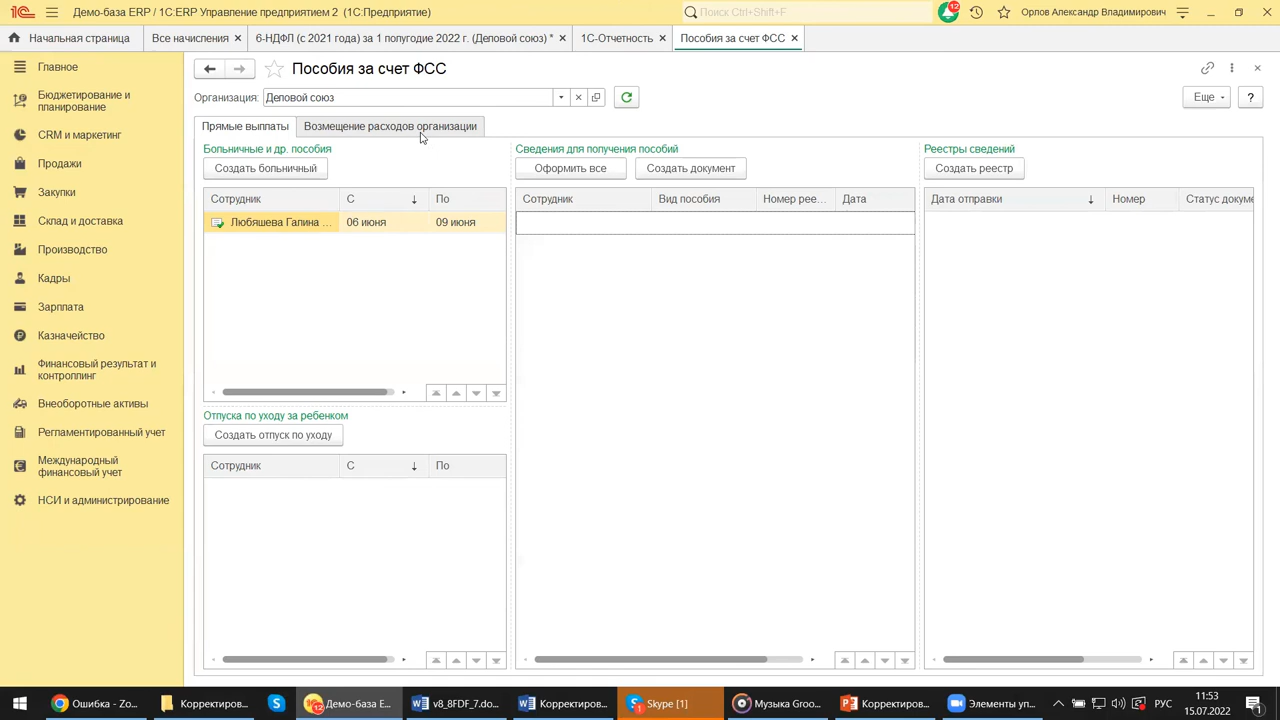 Демо-база ERP / 1С:ERP Управление предприятием 2 (1С:Предприятие)
Поиск Ctrl+Shift+F
12
Орлов Александр Владимирович
Начальная страница
Все начисления ×
6-НДФЛ (с 2021 года) за 1 полугодие 2022 г. (Деловой союз) * ×
1С-Отчетность ×
Пособия за счет ФСС ×
Главное
Бюджетирование и
планирование
CRM и маркетинг
Продажи
Закупки
Склад и доставка
Производство
Кадры
Зарплата
Казначейство
Финансовый результат и
контроллинг
Внеоборотные активы
Регламентированный учет
Международный
финансовый учет
НСИ и администрирование
Пособия за счет ФСС
Организация: Деловой союз
Еще
?
Прямые выплаты
Возмещение расходов организации
Больничные и др. пособия
Создать больничный
Сотрудник С По
Любяшева Галина ... 06 июня 09 июня
Отпуска по уходу за ребенком
Создать отпуск по уходу
Сотрудник С По
Сведения для получения пособий
Оформить все Создать документ
Сотрудник Вид пособия Номер рее... Дата
Реестры сведений
Создать реестр
Дата отправки Номер Статус докуме
Ошибка - Zo...
Корректиров...
Демо-база E...
v8_8FDF_7.do...
Корректиров...
Skype [1]
Музыка Groo...
Корректиров...
Элементы уп...
РУС
11:53
15.07.2022